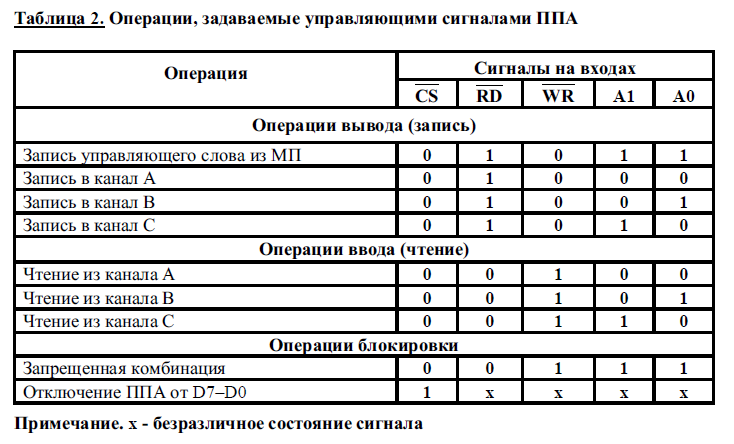 Таблица 2. Операции, задаваемые управляющими сигналами ППА
Операция Сигналы на входах
C̅S̅ R̅D̅ W̅R̅ A1 A0
Операции вывода (запись)
Запись управляющего слова из МП 0 1 0 1 1
Запись в канал А 0 1 0 0 0
Запись в канал В 0 1 0 0 1
Запись в канал С 0 1 0 1 0
Операции ввода (чтение)
Чтение из канала А 0 0 1 0 0
Чтение из канала В 0 0 1 0 1
Чтение из канала С 0 0 1 1 0
Операции блокировки
Запрещенная комбинация 0 0 1 1 1
Отключение ППА от D7–D0 1 x x x x
Примечание. x - безразличное состояние сигнала